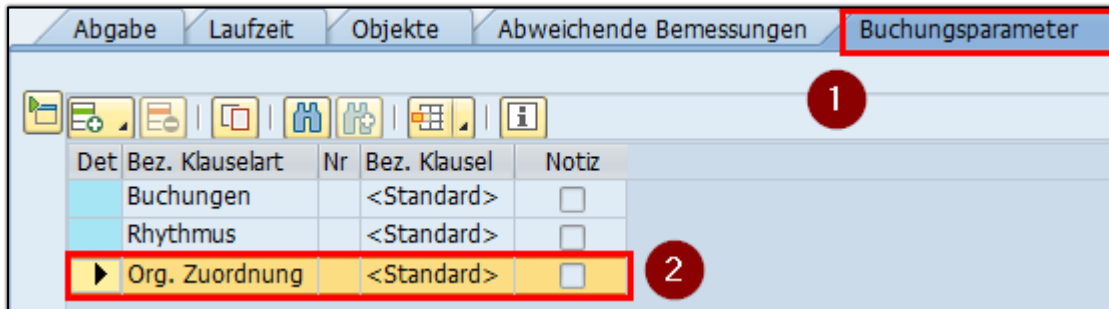 Abgabe Laufzeit Objekte Abweichende Bemessungen Buchungsparameter
1
Det Bez. Klauselart Nr Bez. Klausel Notiz
Buchungen <Standard>
Rhythmus <Standard>
Org. Zuordnung <Standard>
2